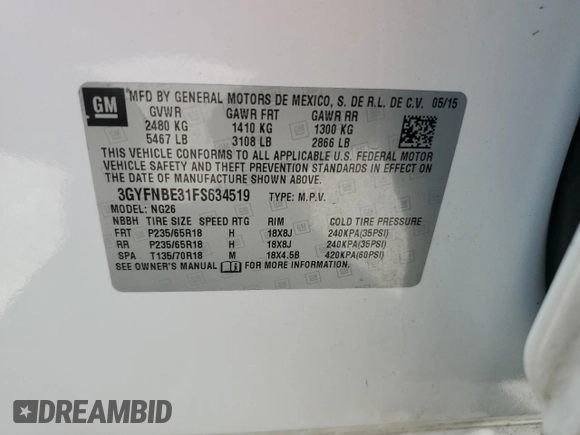 GM
MFD BY GENERAL MOTORS DE MEXICO, S. DE R.L. DE C.V. 05/15
GVWR GAWR FRT GAWR RR
2480 KG 1410 KG 1300 KG
5467 LB 3108 LB 2866 LB
THIS VEHICLE CONFORMS TO ALL APPLICABLE U.S. FEDERAL MOTOR
VEHICLE SAFETY AND THEFT PREVENTION STANDARDS IN EFFECT ON
THE DATE OF MANUFACTURE SHOWN ABOVE.
3GYFNBE31FS634519 TYPE: M.P.V.
MODEL: NG26
NBBH TIRE SIZE SPEED RTG RIM COLD TIRE PRESSURE
FRT P235/65R18 H 18X8J 240KPA(35PSI)
RR P235/65R18 H 18X8J 240KPA(35PSI)
SPA T135/70R18 M 18X4.5B 420KPA(60PSI)
SEE OWNER'S MANUAL FOR MORE INFORMATION.
DREAMBID